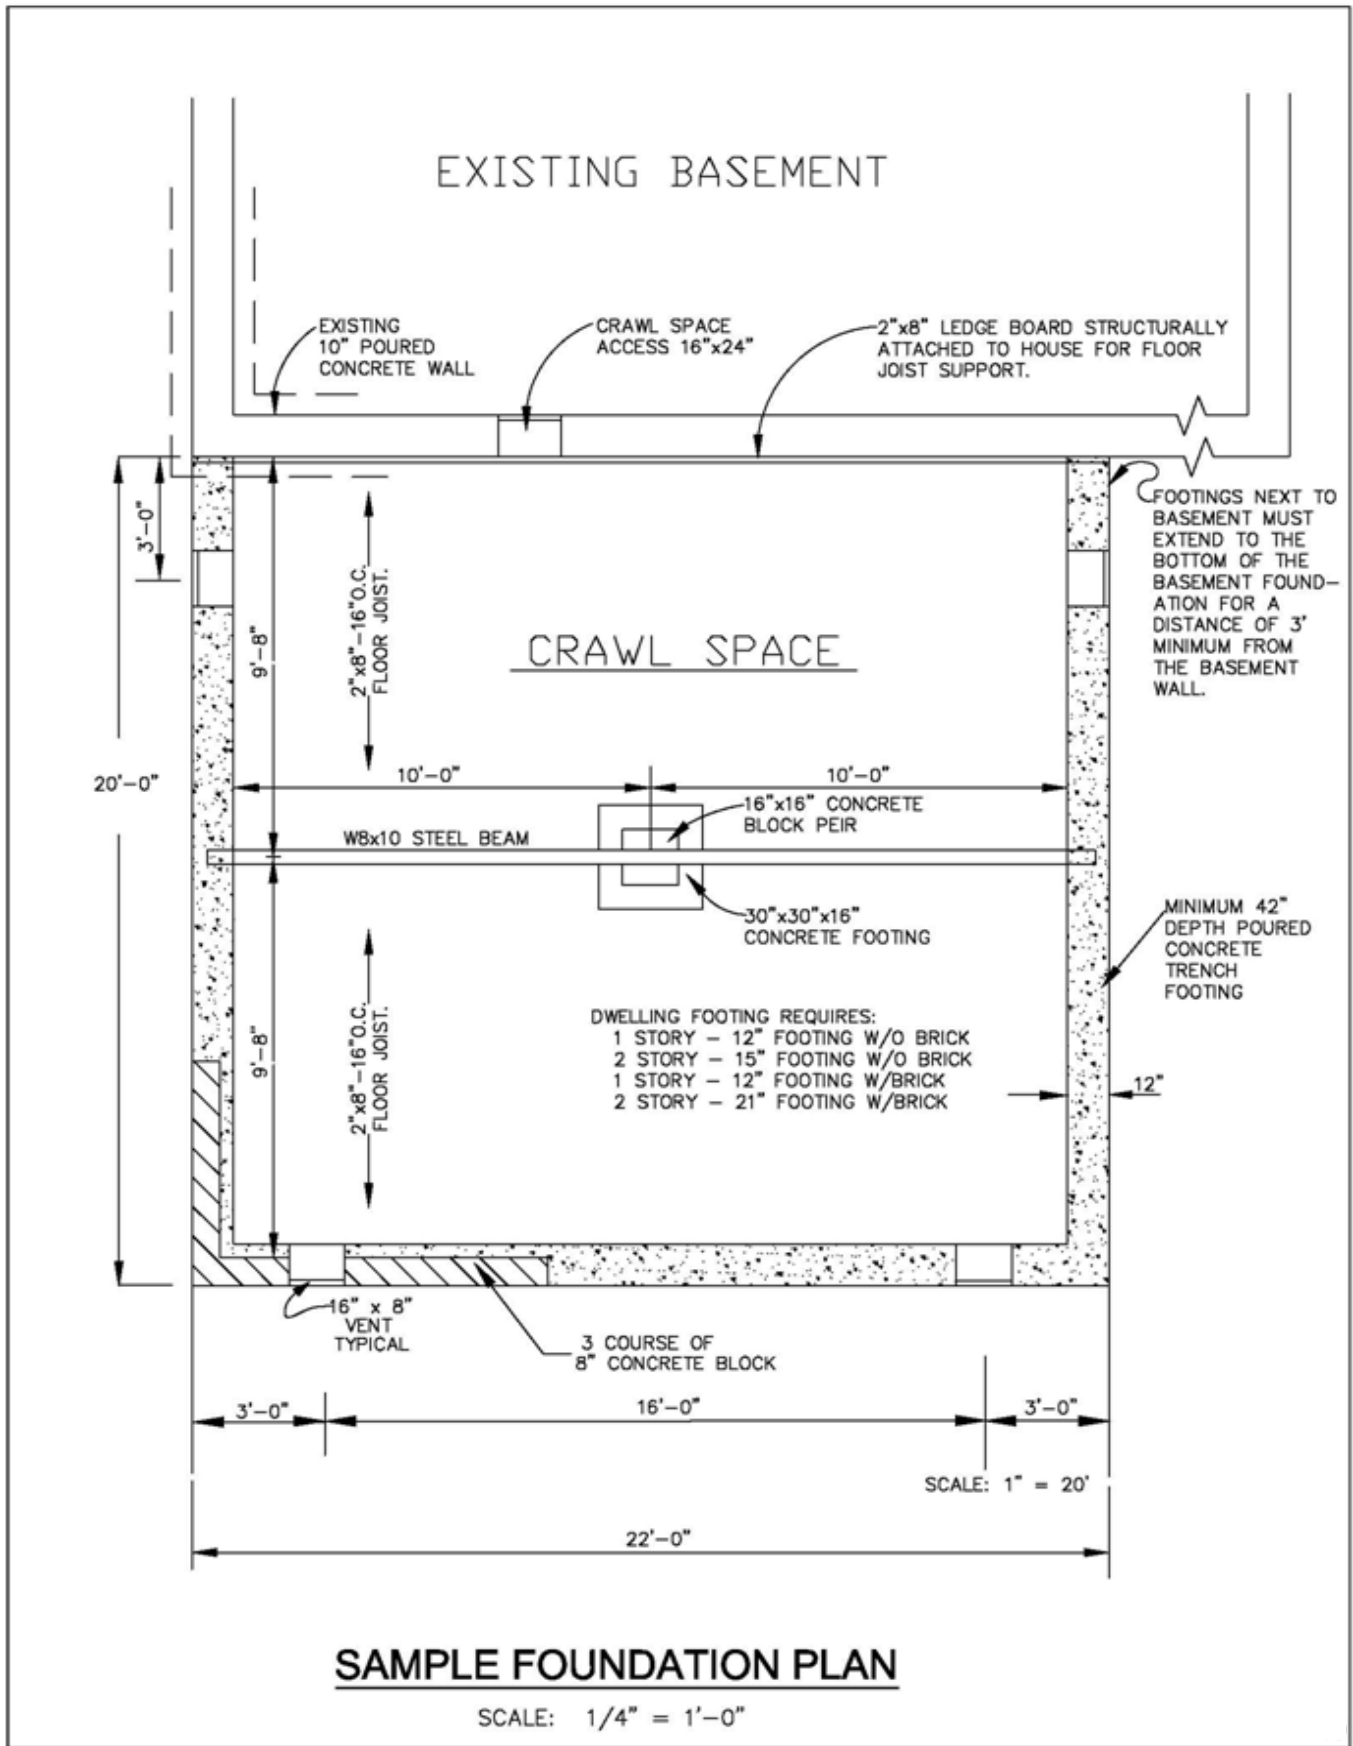 EXISTING BASEMENT
EXISTING
10" POURED
CONCRETE WALL
CRAWL SPACE
ACCESS 16"x24"
2"x8" LEDGE BOARD STRUCTURALLY
ATTACHED TO HOUSE FOR FLOOR
JOIST SUPPORT.
3'-0"
FOOTINGS NEXT TO
BASEMENT MUST
EXTEND TO THE
BOTTOM OF THE
BASEMENT FOUND-
ATION FOR A
DISTANCE OF 3'
MINIMUM FROM
THE BASEMENT
WALL.
9'-8"
2"x8"-16"O.C.
FLOOR JOIST.
CRAWL SPACE
20'-0"
10'-0"
10'-0"
16"x16" CONCRETE
BLOCK PEIR
W8x10 STEEL BEAM
30"x30"x16"
CONCRETE FOOTING
MINIMUM 42"
DEPTH POURED
CONCRETE
TRENCH
FOOTING
9'-8"
2"x8"-16"O.C.
FLOOR JOIST.
DWELLING FOOTING REQUIRES:
1 STORY - 12" FOOTING W/O BRICK
2 STORY - 15" FOOTING W/O BRICK
1 STORY - 12" FOOTING W/BRICK
2 STORY - 21" FOOTING W/BRICK
12"
16" x 8"
VENT
TYPICAL
3 COURSE OF
8" CONCRETE BLOCK
3'-0"
16'-0"
3'-0"
SCALE: 1" = 20'
22'-0"
SAMPLE FOUNDATION PLAN
SCALE: 1/4" = 1'-0"